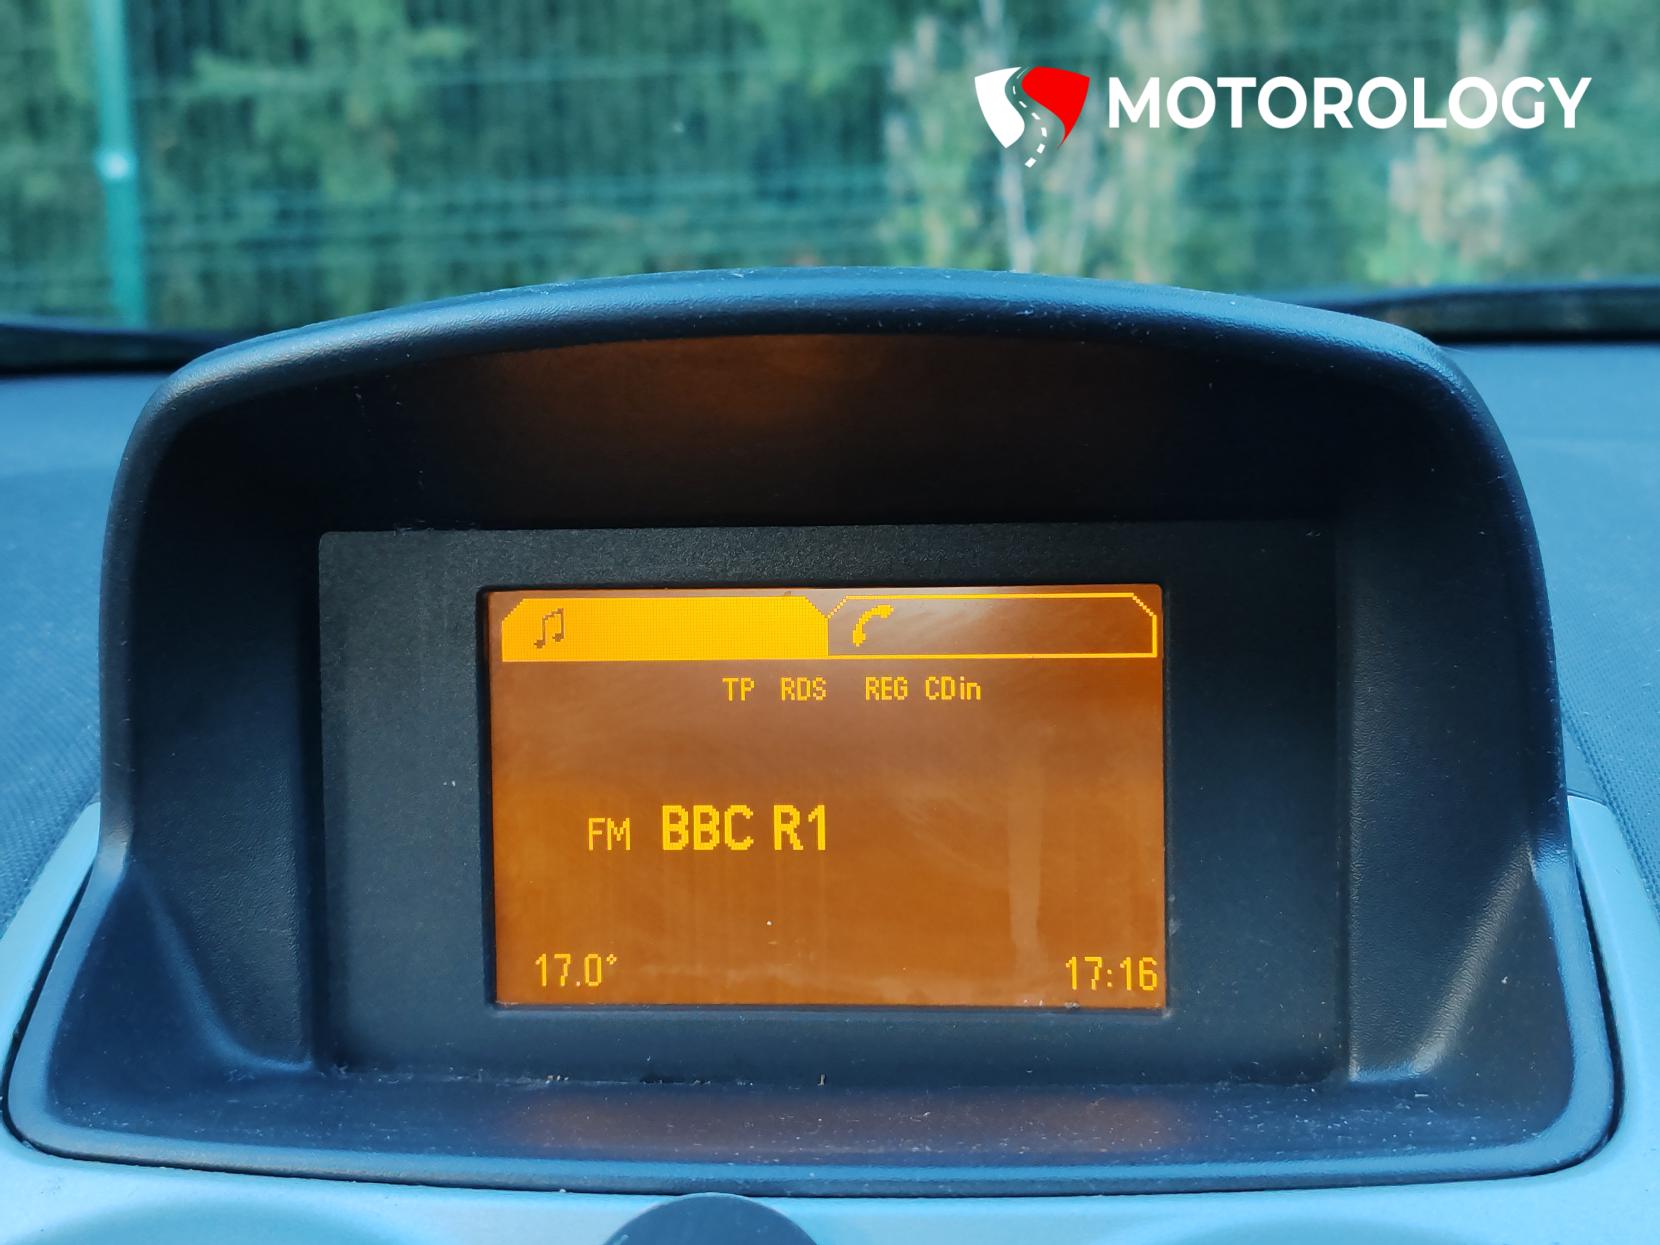 MOTOROLOGY
TP RDS REG CDin
FM BBC R1
17.0° 17:16